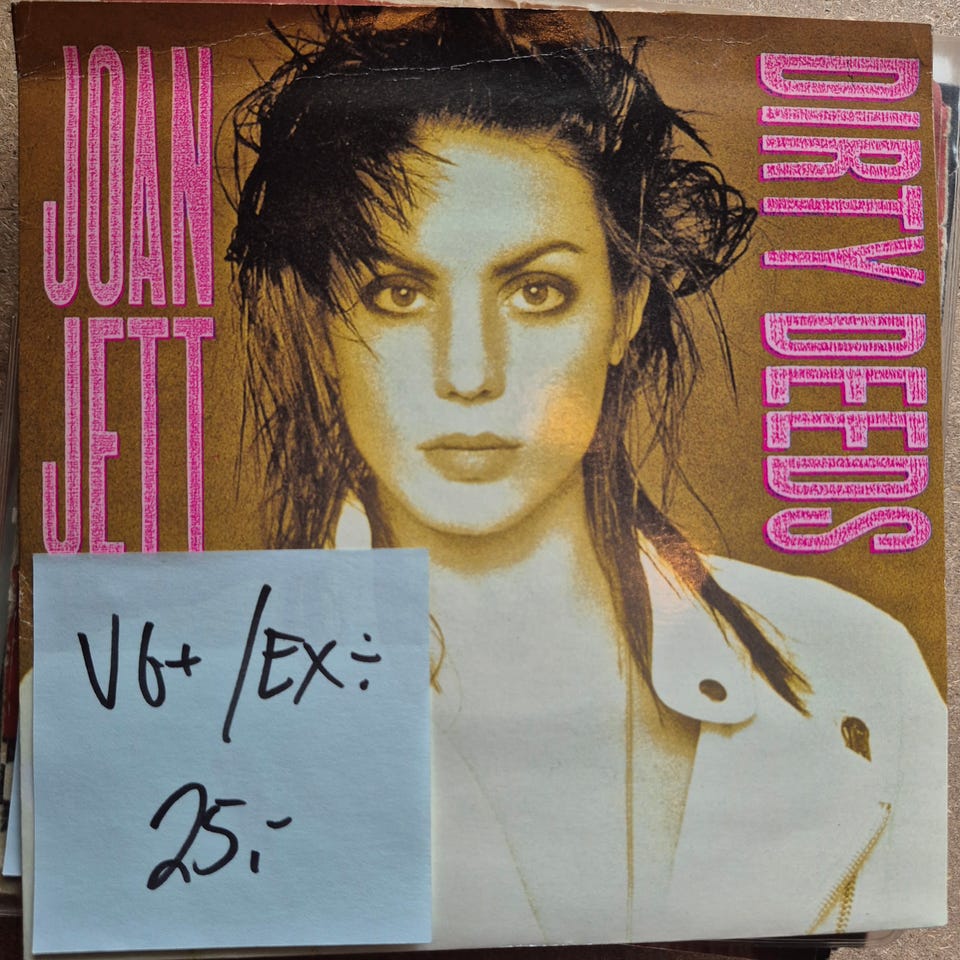 JOAN
JETT
DIRTY DEEDS
VG+/EX÷
25,-